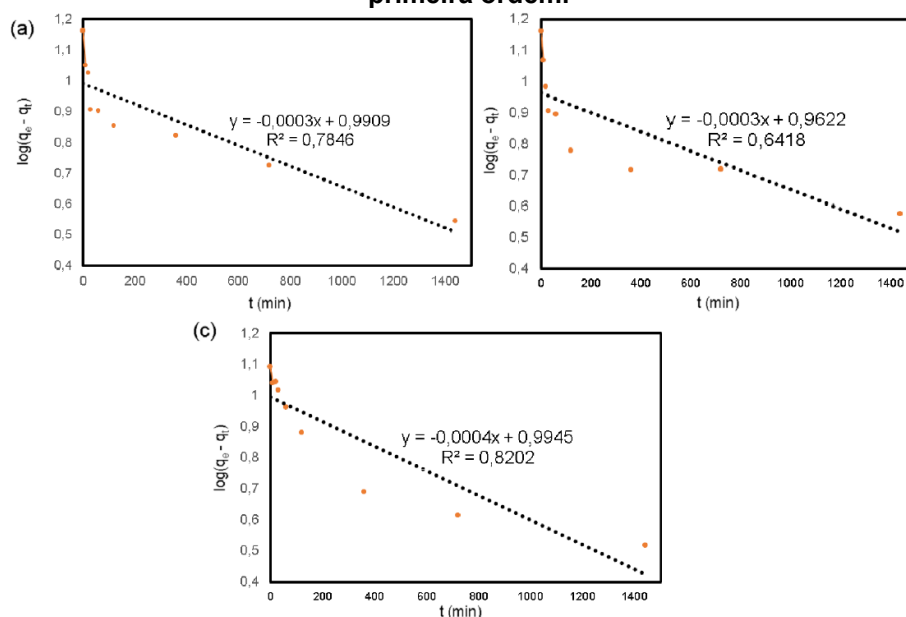 primeira ordem.
(a)
1,2
1,1
1
0,9
0,8
0,7
0,6
0,5
0,4
log(qe - qt)
y = -0,0003x + 0,9909
R² = 0,7846
0 200 400 600 800 1000 1200 1400
t (min)
1,2
1,1
1
0,9
0,8
0,7
0,6
0,5
0,4
log(qe - qt)
y = -0,0003x + 0,9622
R² = 0,6418
0 200 400 600 800 1000 1200 1400
t (min)
(c)
1,2
1,1
1
0,9
0,8
0,7
0,6
0,5
0,4
log(qe - qt)
y = -0,0004x + 0,9945
R² = 0,8202
0 200 400 600 800 1000 1200 1400
t (min)